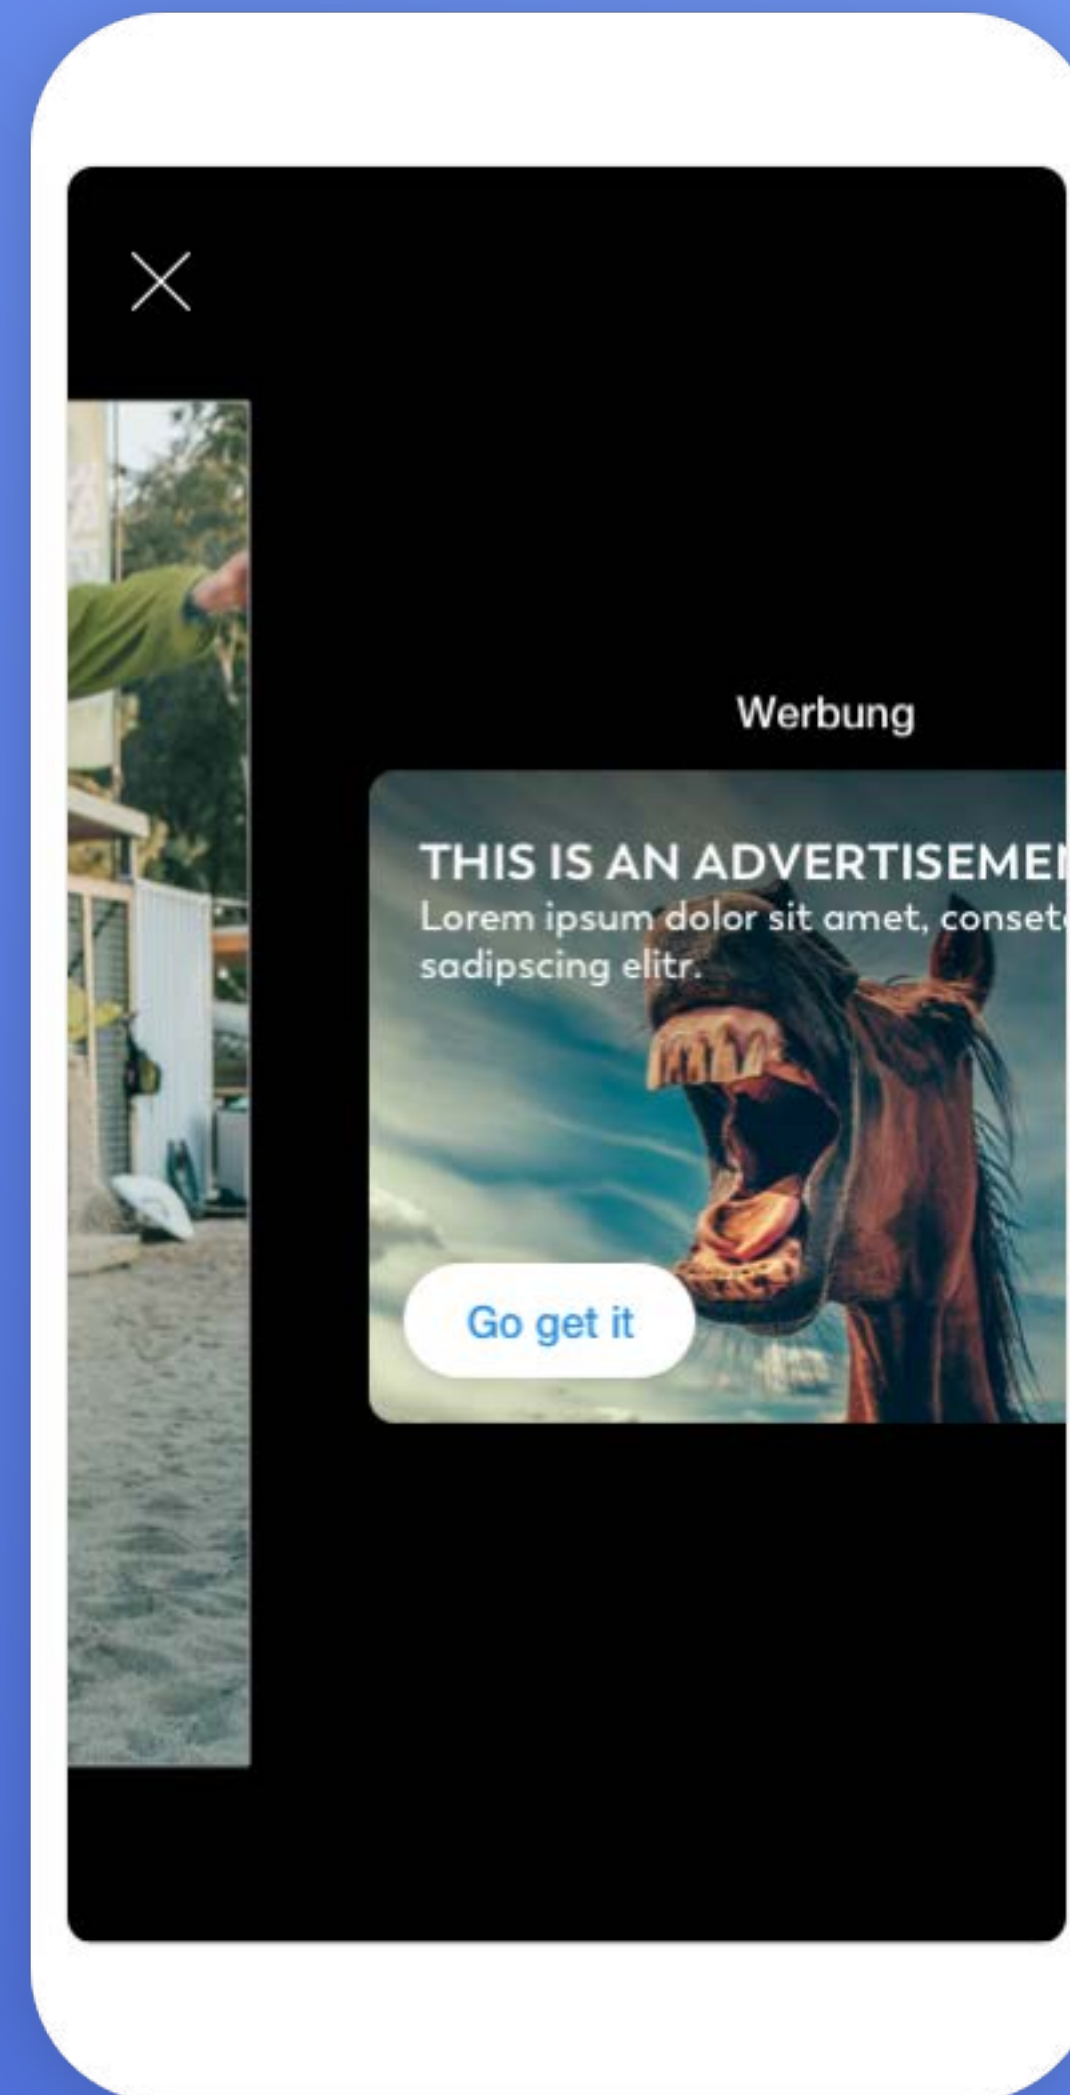 Werbung
THIS IS AN ADVERTISEMEN
Lorem ipsum dolor sit amet, conset
sadipscing elitr.
Go get it